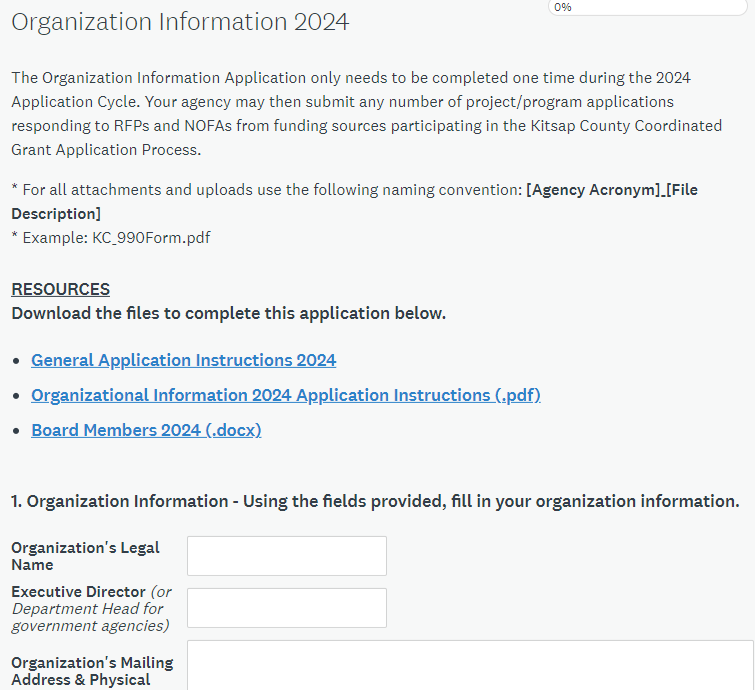 0%
Organization Information 2024
The Organization Information Application only needs to be completed one time during the 2024
Application Cycle. Your agency may then submit any number of project/program applications
responding to RFPs and NOFAs from funding sources participating in the Kitsap County Coordinated
Grant Application Process.
* For all attachments and uploads use the following naming convention: [Agency Acronym]_[File
Description]
* Example: KC_990Form.pdf
RESOURCES
Download the files to complete this application below.
• General Application Instructions 2024
• Organizational Information 2024 Application Instructions (.pdf)
• Board Members 2024 (.docx)
1. Organization Information - Using the fields provided, fill in your organization information.
Organization's Legal
Name
Executive Director (or
Department Head for
government agencies)
Organization's Mailing
Address & Physical